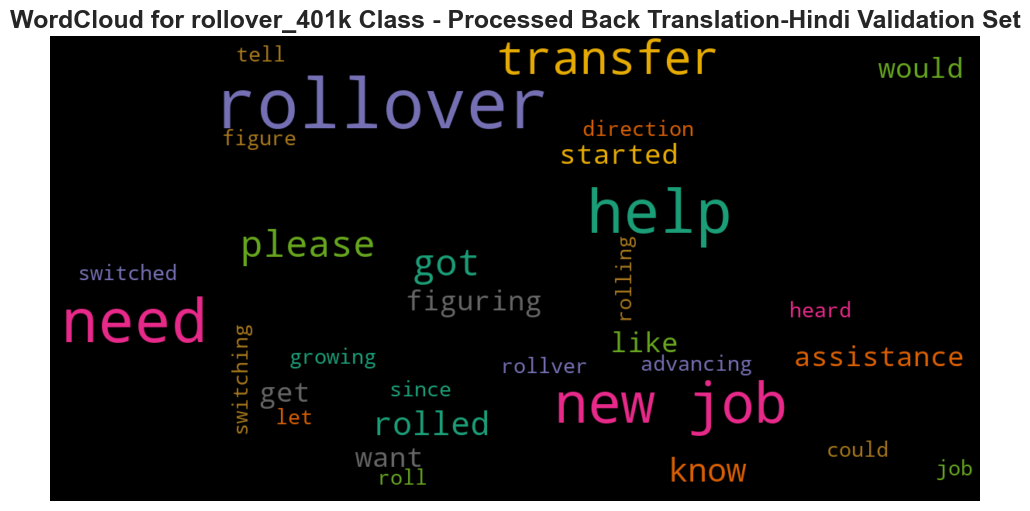 WordCloud for rollover_401k Class - Processed Back Translation-Hindi Validation Set
tell
transfer
would
rollover
figure
direction
started
help
please
got
switched
figuring
rolling
need
heard
like
growing
rollver
advancing
assistance
switching
get
since
new job
let
rolled
want
know
could
roll
job